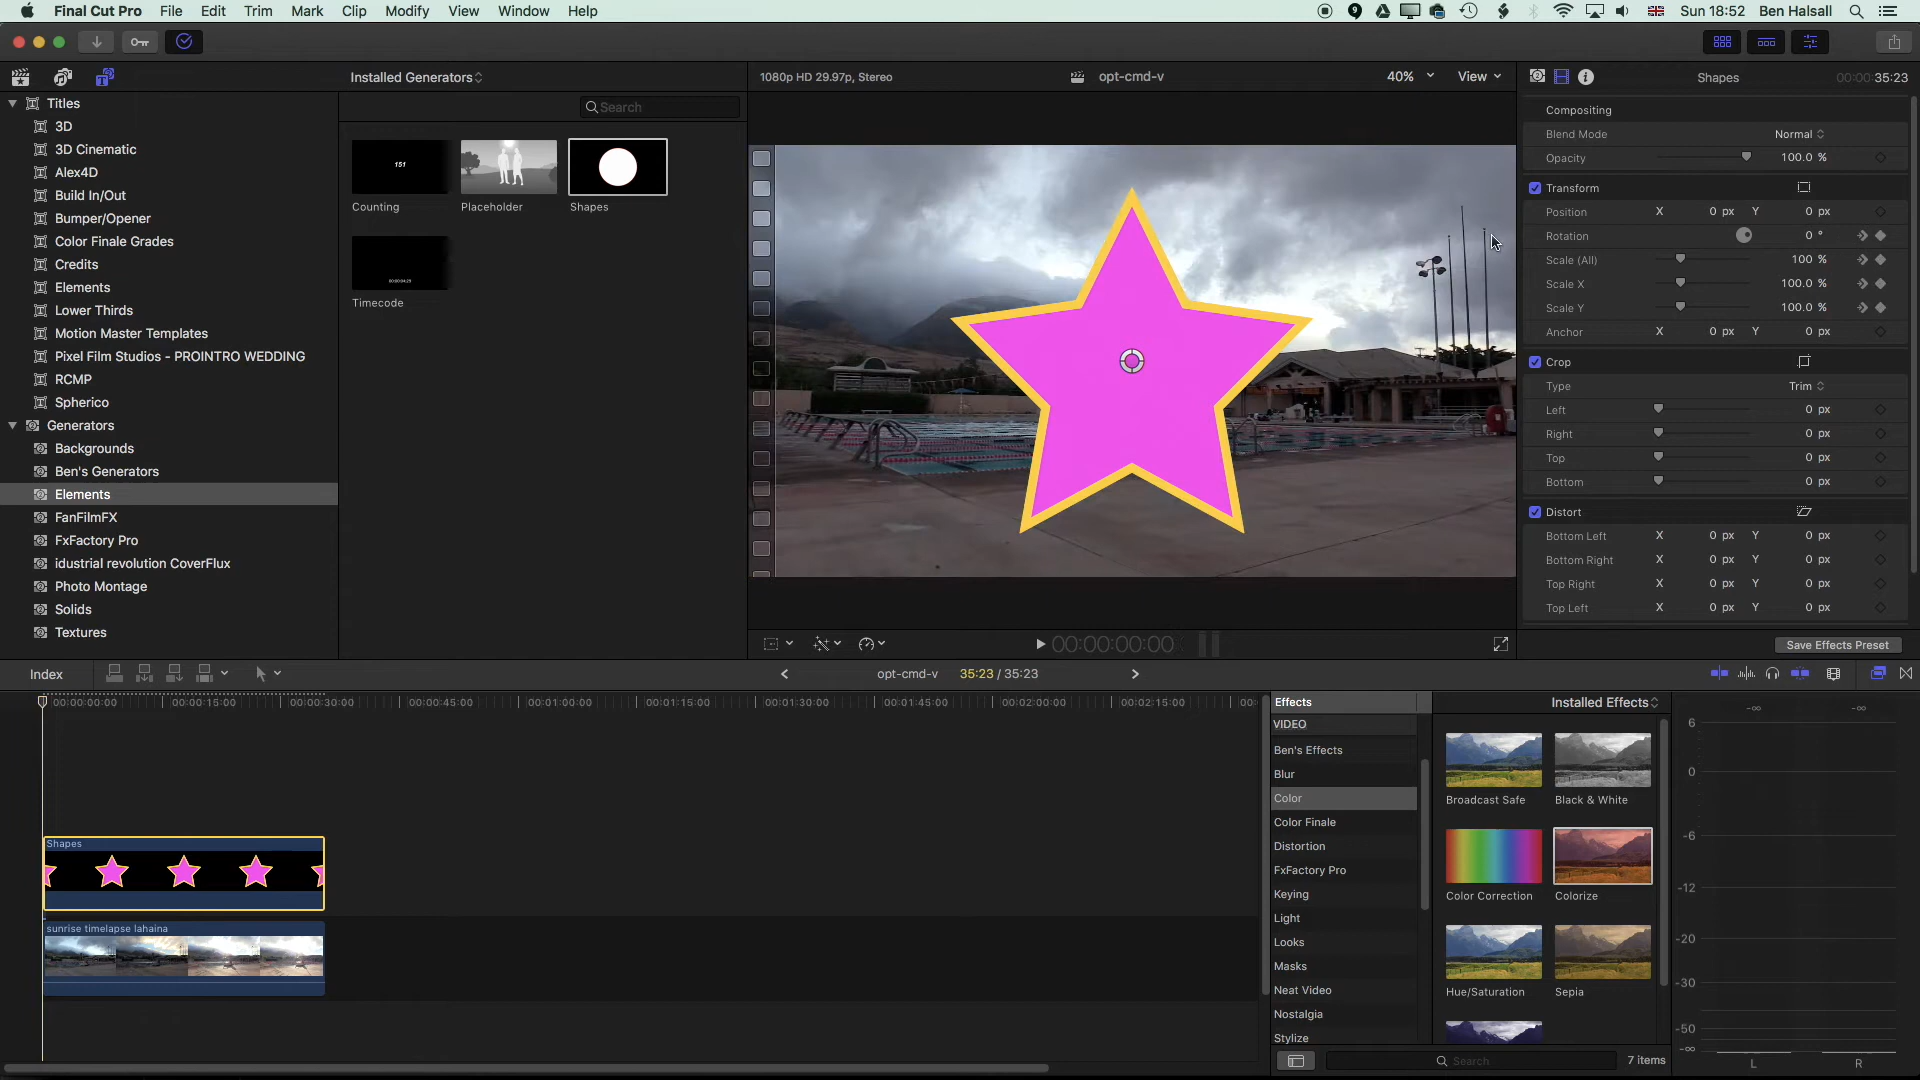 Final Cut Pro File Edit Trim Mark Clip Modify View Window Help
9 Sun 18:52 Ben Halsall
Installed Generators
1080p HD 29.97p, Stereo opt-cmd-v 40% View
Shapes 00:00:35:23
Titles
3D
3D Cinematic
Alex4D
Build In/Out
Bumper/Opener
Color Finale Grades
Credits
Elements
Lower Thirds
Motion Master Templates
Pixel Film Studios - PROINTRO WEDDING
RCMP
Spherico
Generators
Backgrounds
Ben's Generators
Elements
FanFilmFX
FxFactory Pro
idustrial revolution CoverFlux
Photo Montage
Solids
Textures
Search
151
Counting Placeholder Shapes
00:00:04:23
Timecode
Compositing
Blend Mode Normal
Opacity 100.0 %
Transform
Position X 0 px Y 0 px
Rotation 0 °
Scale (All) 100 %
Scale X 100.0 %
Scale Y 100.0 %
Anchor X 0 px Y 0 px
Crop
Type Trim
Left 0 px
Right 0 px
Top 0 px
Bottom 0 px
Distort
Bottom Left X 0 px Y 0 px
Bottom Right X 0 px Y 0 px
Top Right X 0 px Y 0 px
Top Left X 0 px Y 0 px
00:00:00:00
Save Effects Preset
Index opt-cmd-v 35:23 / 35:23
00:00:00:00 00:00:15:00 00:00:30:00 00:00:45:00 00:01:00:00 00:01:15:00 00:01:30:00 00:01:45:00 00:02:00:00 00:02:15:00 00:
Shapes
sunrise timelapse lahaina
Effects
VIDEO
Ben's Effects
Blur
Color
Color Finale
Distortion
FxFactory Pro
Keying
Light
Looks
Masks
Neat Video
Nostalgia
Stylize
Installed Effects
Broadcast Safe Black & White
Color Correction Colorize
Hue/Saturation Sepia
Search 7 items
-∞ -∞
6
0
-6
-12
-20
-30
-50
-∞
L R